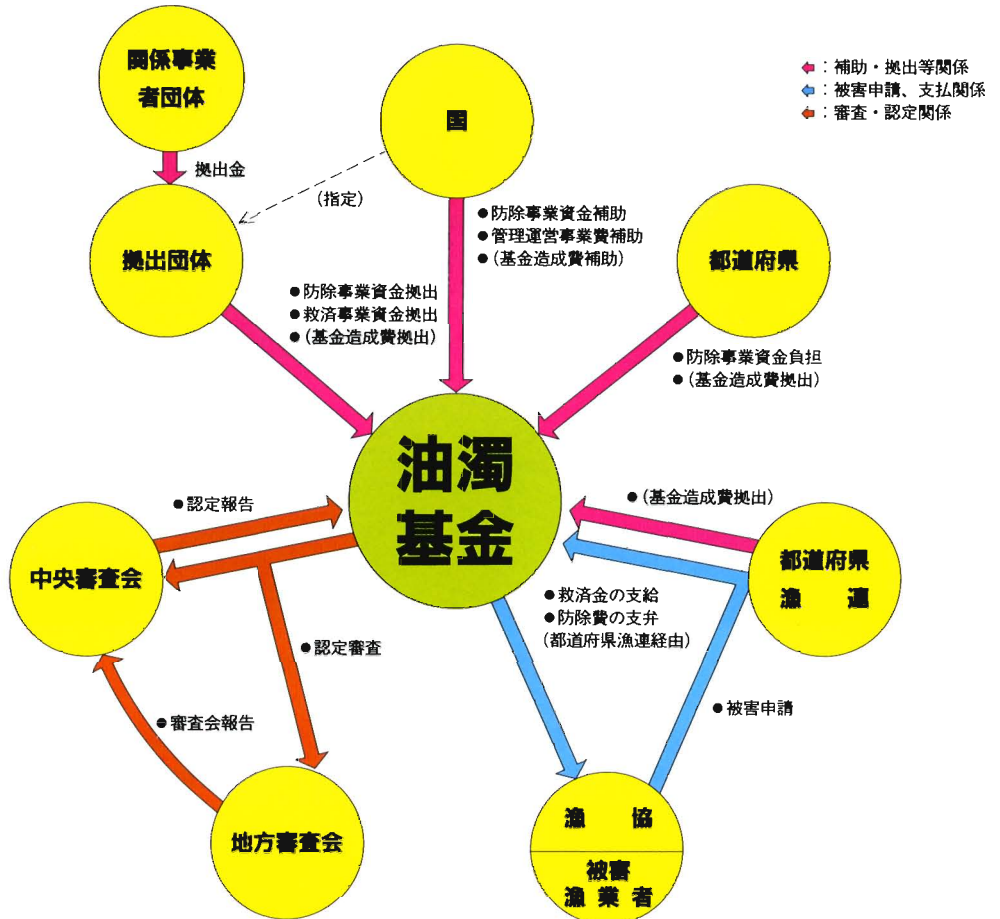 関係事業
者団体
国
←：補助・拠出等関係
←：被害申請、支払関係
←：審査・認定関係
拠出金
(指定)
拠出団体
●防除事業資金補助
●管理運営事業費補助
●(基金造成費補助)
都道府県
●防除事業資金拠出
●救済事業資金拠出
●(基金造成費拠出)
●防除事業資金負担
●(基金造成費拠出)
油濁
基金
●認定報告
●(基金造成費拠出)
中央審査会
都道府県
漁　連
●救済金の支給
●防除費の支弁
(都道府県漁連経由)
●認定審査
●審査会報告
●被害申請
地方審査会
漁　協
被害
漁業者